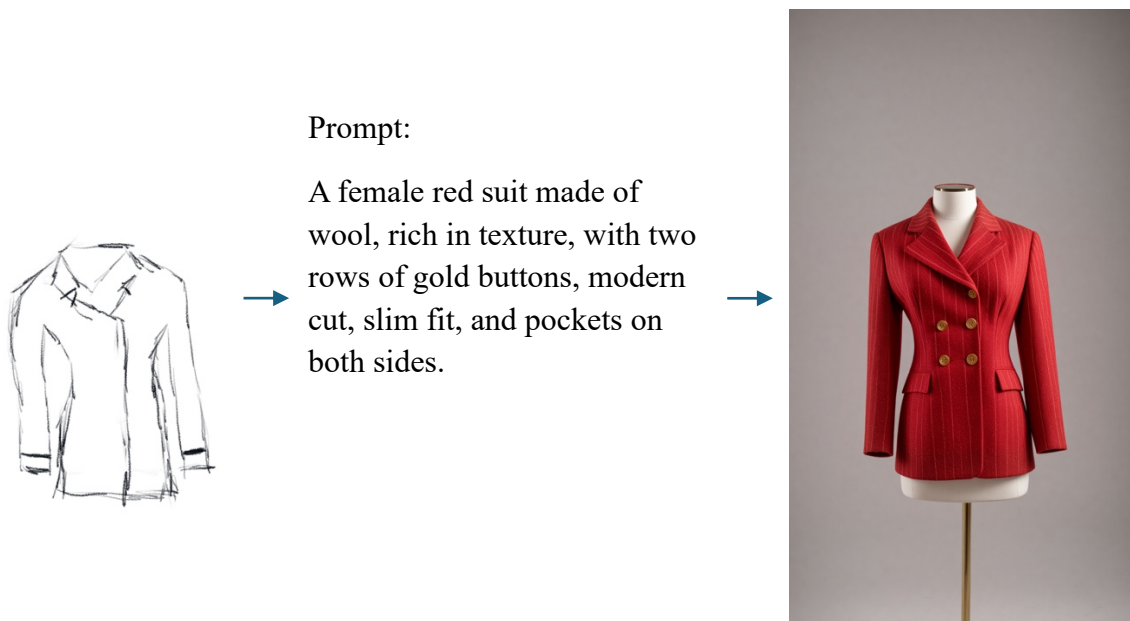 Prompt:
A female red suit made of
wool, rich in texture, with two
rows of gold buttons, modern
cut, slim fit, and pockets on
both sides.